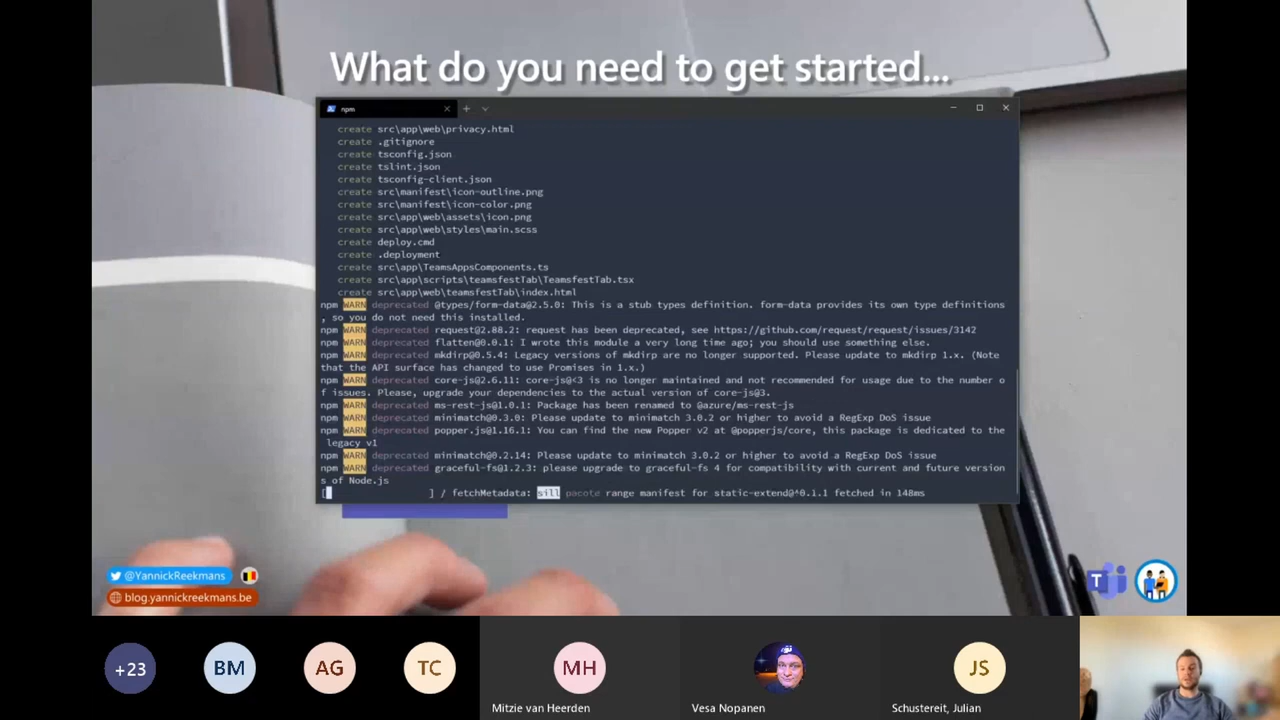 What do you need to get started...
npm
create src\app\web\privacy.html
create .gitignore
create tsconfig.json
create tslint.json
create tsconfig-client.json
create src\manifest\icon-outline.png
create src\manifest\icon-color.png
create src\app\web\assets\icon.png
create src\app\web\styles\main.scss
create deploy.cmd
create .deployment
create src\app\TeamsAppsComponents.ts
create src\app\scripts\teamsfestTab\TeamsfestTab.tsx
create src\app\web\teamsfestTab\index.html
npm WARN deprecated @types/form-data@2.5.0: This is a stub types definition. form-data provides its own type definitions
, so you do not need this installed.
npm WARN deprecated request@2.88.2: request has been deprecated, see https://github.com/request/request/issues/3142
npm WARN deprecated flatten@0.0.1: I wrote this module a very long time ago; you should use something else.
npm WARN deprecated mkdirp@0.5.4: Legacy versions of mkdirp are no longer supported. Please update to mkdirp 1.x. (Note
that the API surface has changed to use Promises in 1.x.)
npm WARN deprecated core-js@2.6.11: core-js@<3 is no longer maintained and not recommended for usage due to the number o
f issues. Please, upgrade your dependencies to the actual version of core-js@3.
npm WARN deprecated ms-rest-js@1.0.1: Package has been renamed to @azure/ms-rest-js
npm WARN deprecated minimatch@0.3.0: Please update to minimatch 3.0.2 or higher to avoid a RegExp DoS issue
npm WARN deprecated popper.js@1.16.1: You can find the new Popper v2 at @popperjs/core, this package is dedicated to the
legacy v1
npm WARN deprecated minimatch@0.2.14: Please update to minimatch 3.0.2 or higher to avoid a RegExp DoS issue
npm WARN deprecated graceful-fs@1.2.3: please upgrade to graceful-fs 4 for compatibility with current and future version
s of Node.js
[ ] / fetchMetadata: sill pacote range manifest for static-extend@^0.1.1 fetched in 148ms
@YannickReekmans
blog.yannickreekmans.be
T
+23
BM
AG
TC
MH
JS
Mitzie van Heerden
Vesa Nopanen
Schustereit, Julian